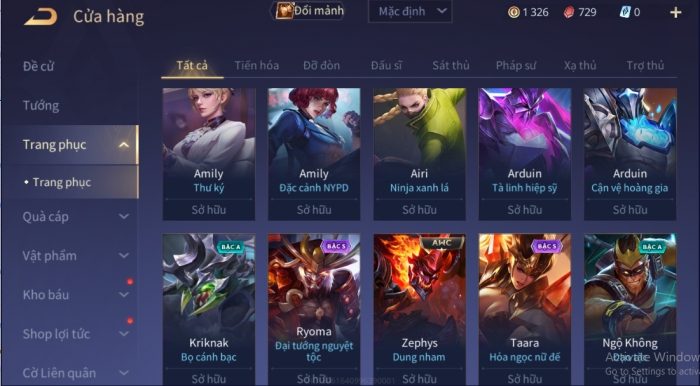 Cửa hàng
Đổi mảnh
Mặc định
1 326
729
0
Đề cử
Tướng
Trang phục
Trang phục
Quà cáp
Vật phẩm
Kho báu
Shop lợi tức
Cờ Liên quân
Tất cả Tiến hóa Đỡ đòn Đấu sĩ Sát thủ Pháp sư Xạ thủ Trợ thủ
Amily
Thư ký
Sở hữu
Amily
Đặc cảnh NYPD
Sở hữu
Airi
Ninja xanh lá
Sở hữu
Arduin
Tà linh hiệp sỹ
Sở hữu
Arduin
Cận vệ hoàng gia
Sở hữu
BẬC A
Kriknak
Bọ cánh bạc
Sở hữu
BẬC S
Ryoma
Đại tướng nguyệt
tộc
Sở hữu
AWC
Zephys
Dung nham
Sở hữu
BẬC S
Taara
Hỏa ngọc nữ đế
Sở hữu
BẬC A
Ngộ Không
Sở hữu
Activate Window
Go to Settings to activ